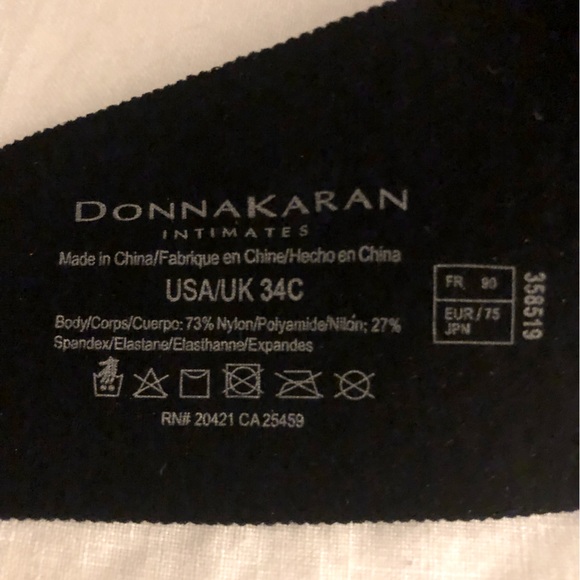 DONNAKARAN
INTIMATES
Made in China/Fabrique en Chine/Hecho en China
USA/UK 34C
Body/Corps/Cuerpo: 73% Nylon/Polyamide/Nilón; 27%
Spandex/Elastane/Elasthanne/Expandes
RN# 20421 CA 25459
FR 90
EUR / 75
JPN
358519